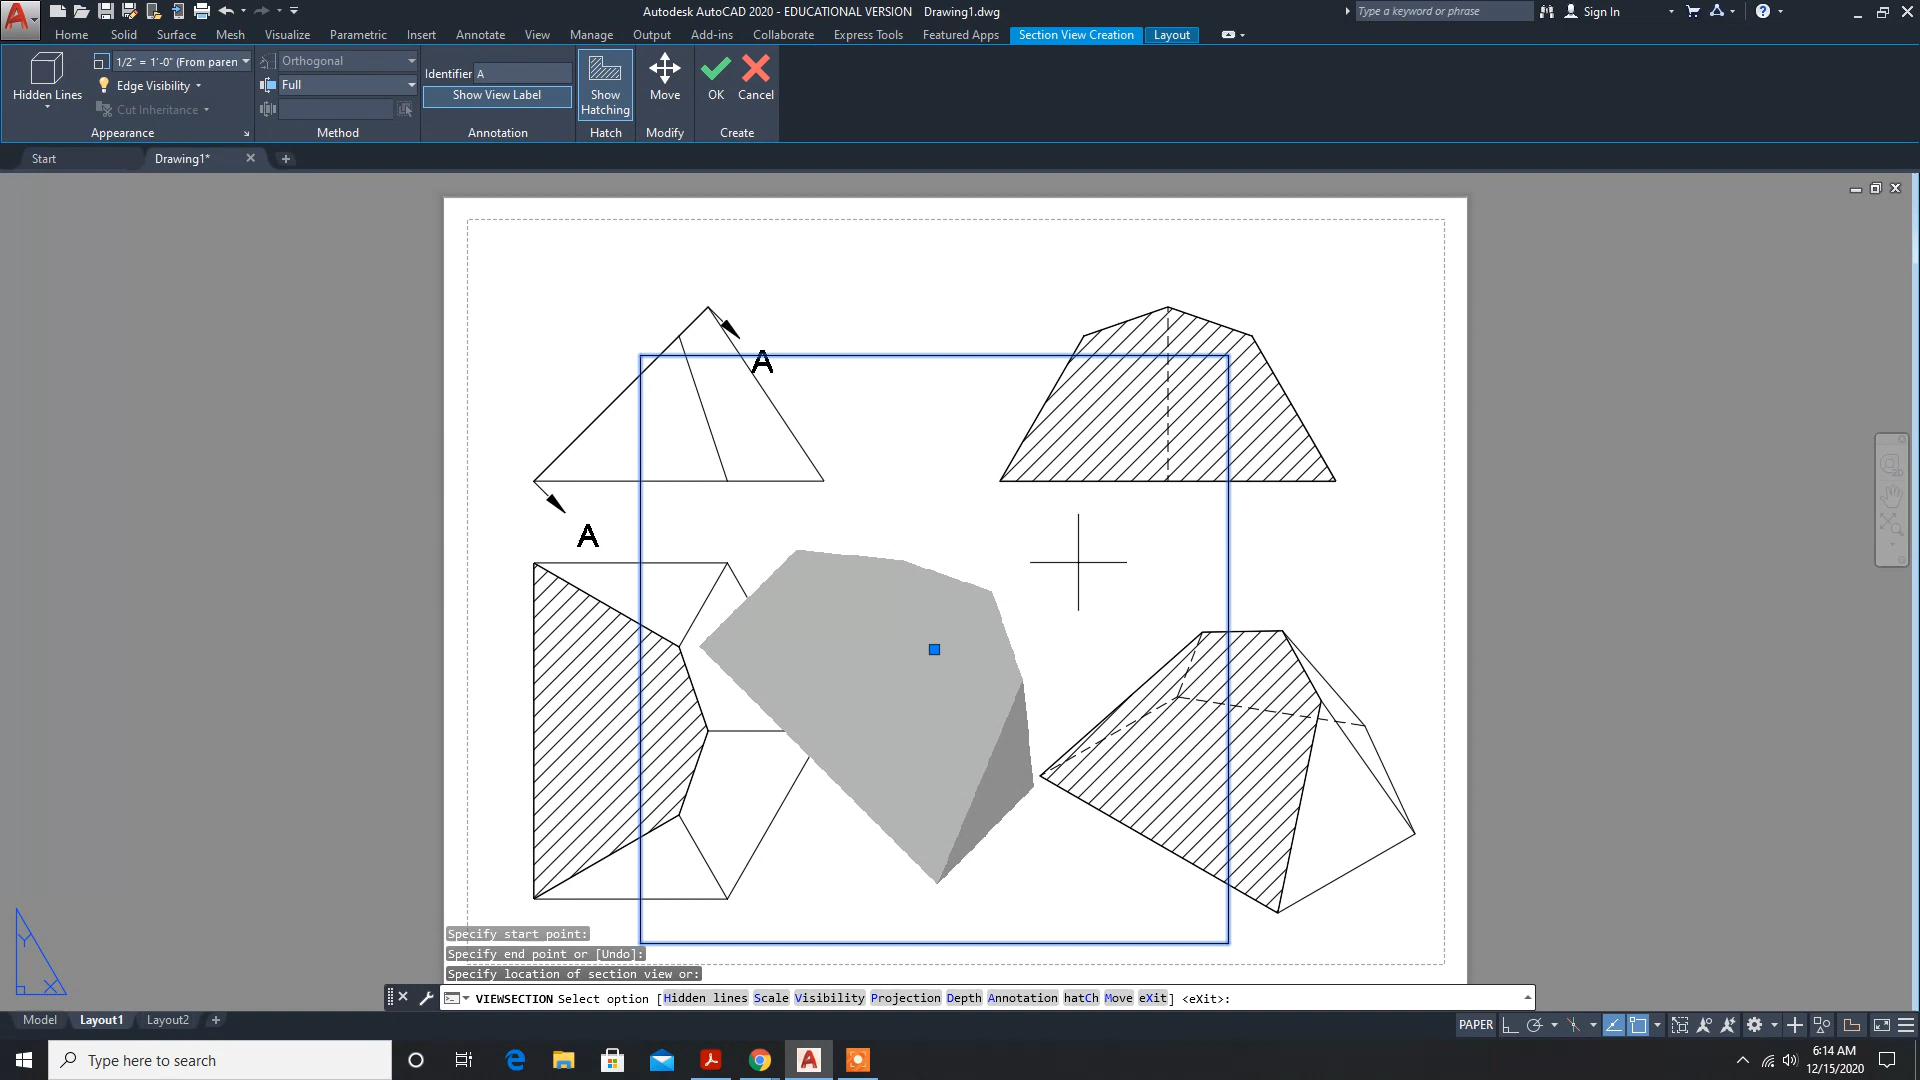 Autodesk AutoCAD 2020 - EDUCATIONAL VERSION Drawing1.dwg
Type a keyword or phrase
Sign In
Home Solid Surface Mesh Visualize Parametric Insert Annotate View Manage Output Add-ins Collaborate Express Tools Featured Apps Section View Creation Layout
Hidden Lines
1/2" = 1'-0" (From paren
Edge Visibility
Cut Inheritance
Appearance
Orthogonal
Full
Method
Identifier A
Show View Label
Annotation
Show Hatching
Hatch
Move
Modify
OK Cancel
Create
Start Drawing1*
A
A
Specify start point:
Specify end point or [Undo]:
Specify location of section view or:
VIEWSECTION Select option [Hidden lines Scale Visibility Projection Depth Annotation hatCh Move eXit] <eXit>:
Y
X
2D
Model Layout1 Layout2
PAPER
Type here to search
6:14 AM
12/15/2020